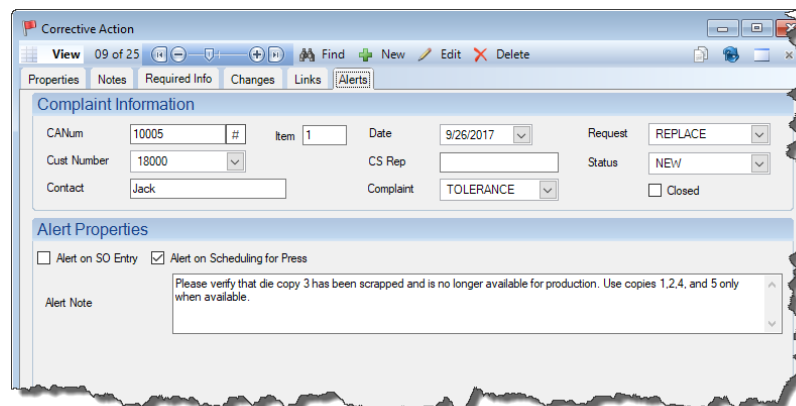 Corrective Action
View 09 of 25 Find New Edit Delete
Properties Notes Required Info Changes Links Alerts
Complaint Information
CANum 10005 # Item 1 Date 9/26/2017 Request REPLACE
Cust Number 18000 CS Rep Status NEW
Contact Jack Complaint TOLERANCE Closed
Alert Properties
Alert on SO Entry Alert on Scheduling for Press
Please verify that die copy 3 has been scrapped and is no longer available for production. Use copies 1,2,4, and 5 only
when available.
Alert Note